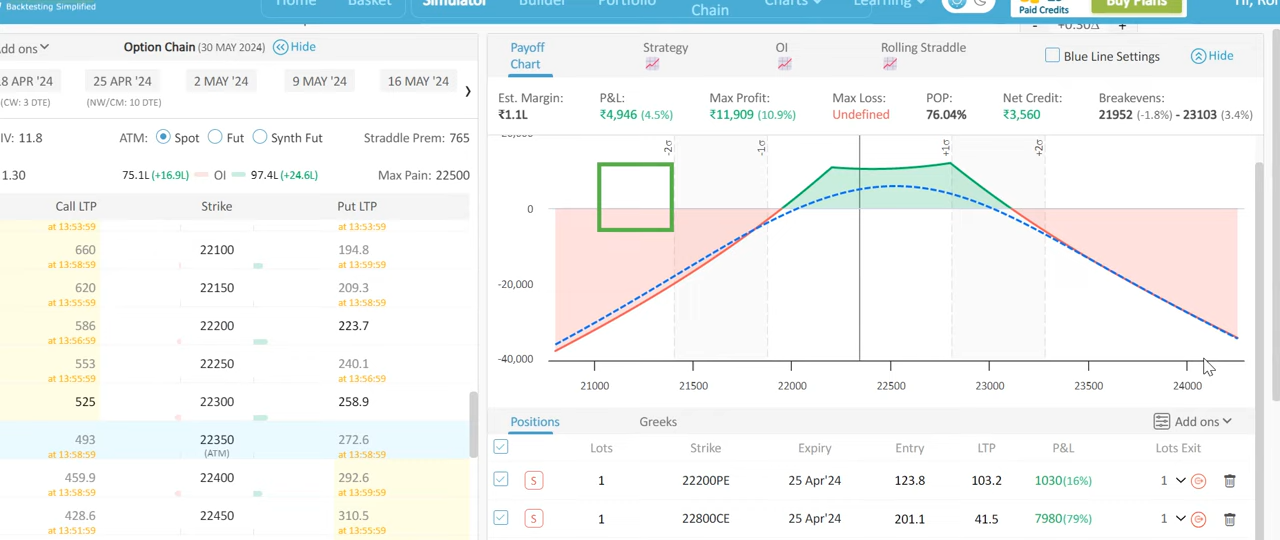 Backtesting Simplified
Home
Basket
Simulator
Builder
Portfolio
Chain
Charts
Learning
Paid Credits
Buy Plans
Add ons
Option Chain (30 MAY 2024)
Hide
8 APR '24
(CW: 3 DTE)
25 APR '24
(NW/CM: 10 DTE)
2 MAY '24
9 MAY '24
16 MAY '24
IV: 11.8
ATM:
Spot
Fut
Synth Fut
Straddle Prem: 765
1.30
75.1L (+16.9L)
OI
97.4L (+24.6L)
Max Pain: 22500
Call LTP
Strike
Put LTP
at 13:53:59
at 13:53:59
660
22100
194.8
at 13:58:59
at 13:59:59
620
22150
209.3
at 13:55:59
at 13:58:59
586
22200
223.7
at 13:56:59
553
22250
240.1
at 13:55:59
at 13:56:59
525
22300
258.9
493
22350
272.6
at 13:58:59
(ATM)
at 13:58:59
459.9
22400
292.6
at 13:58:59
at 13:59:59
428.6
22450
310.5
at 13:51:59
at 13:55:59
- +0.30Δ +
Payoff
Chart
Strategy
OI
Rolling Straddle
Blue Line Settings
Hide
Est. Margin:
₹1.1L
P&L:
₹4,946 (4.5%)
Max Profit:
₹11,909 (10.9%)
Max Loss:
Undefined
POP:
76.04%
Net Credit:
₹3,560
Breakevens:
21952 (-1.8%) - 23103 (3.4%)
-2σ
-1σ
+1σ
+2σ
0
-20,000
-40,000
21000
21500
22000
22500
23000
23500
24000
Positions
Greeks
Add ons
Lots
Strike
Expiry
Entry
LTP
P&L
Lots Exit
S
1
22200PE
25 Apr'24
123.8
103.2
1030(16%)
1
S
1
22800CE
25 Apr'24
201.1
41.5
7980(79%)
1